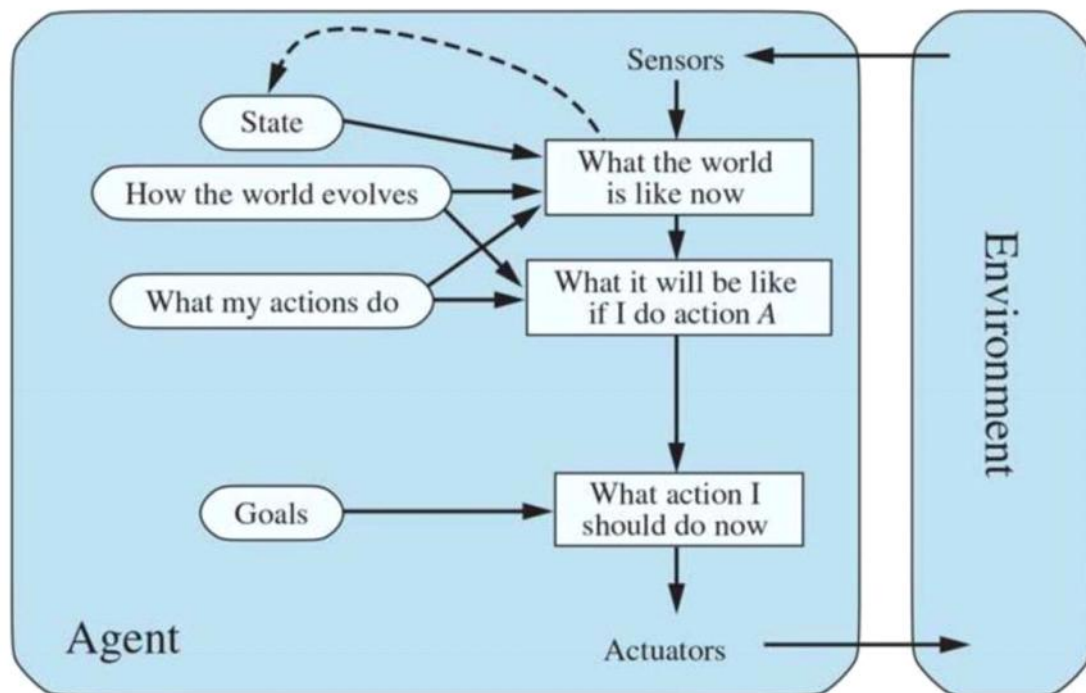 Sensors
State
What the world
is like now
How the world evolves
What it will be like
if I do action A
What my actions do
Environment
What action I
should do now
Goals
Agent
Actuators